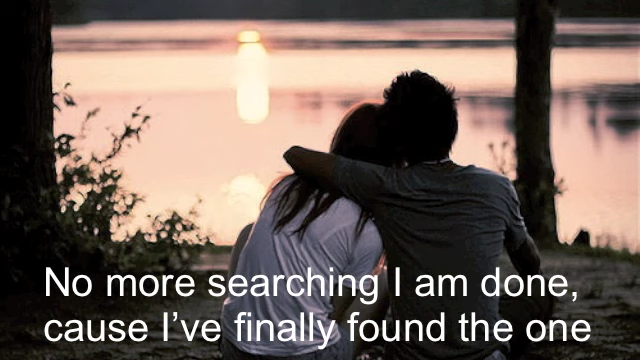 No more searching I am done,
cause I’ve finally found the one